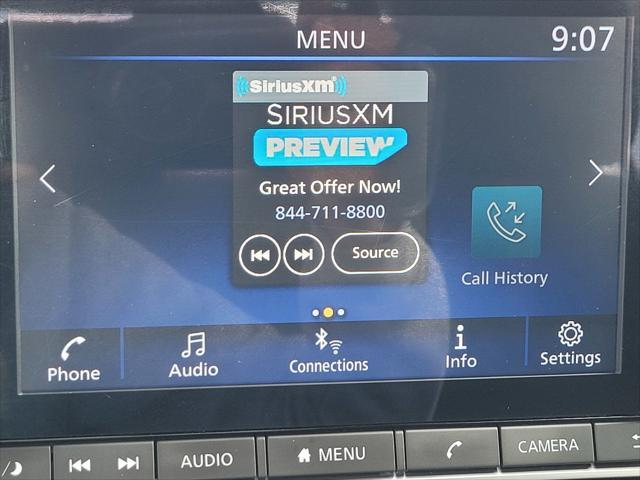 MENU
9:07
SiriusXM
SIRIUSXM
PREVIEW
Great Offer Now!
844-711-8800
Source
Call History
Phone
Audio
Connections
Info
Settings
AUDIO
MENU
CAMERA